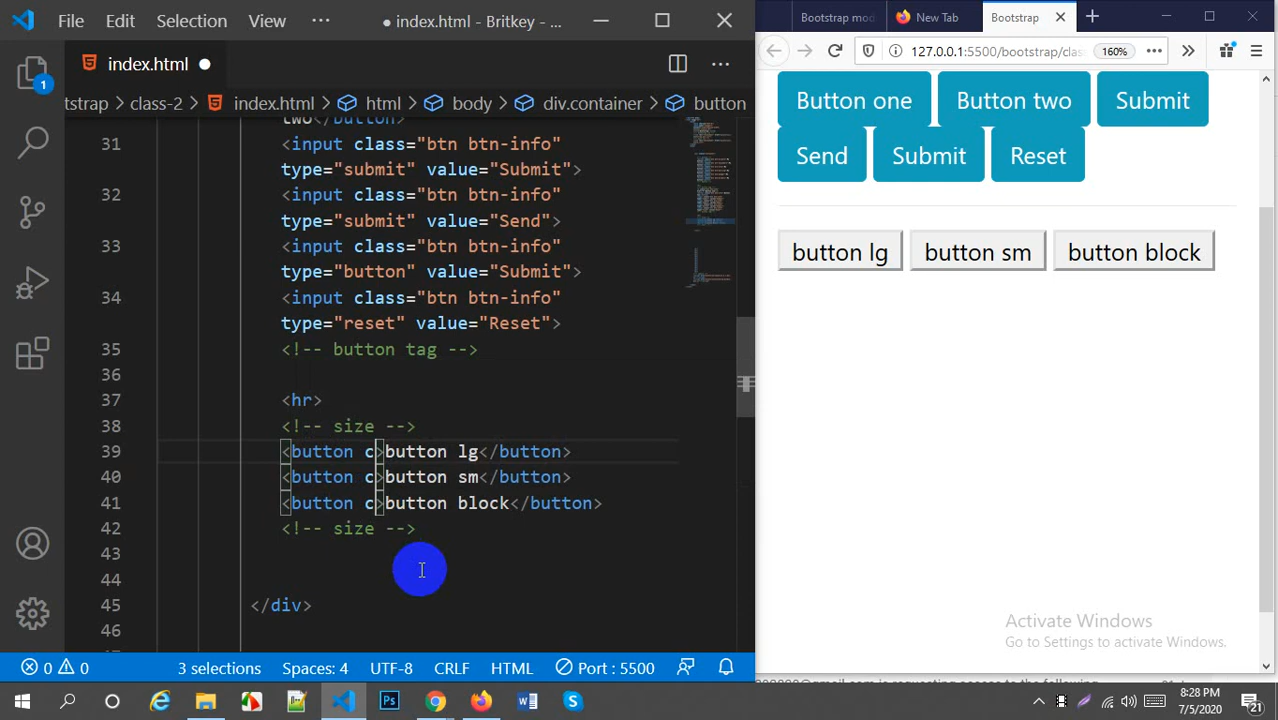 File Edit Selection View ··· ● index.html - Britkey - ...
Bootstrap mod New Tab Bootstrap
index.html ●
127.0.0.1:5500/bootstrap/clas 160% ···
tstrap > class-2 > index.html > html > body > div.container > button
two</button>
31 <input class="btn btn-info"
type="submit" value="Submit">
32 <input class="btn btn-info"
type="submit" value="Send">
33 <input class="btn btn-info"
type="button" value="Submit">
34 <input class="btn btn-info"
type="reset" value="Reset">
35 <!-- button tag -->
36
37 <hr>
38 <!-- size -->
39 <button c>button lg</button>
40 <button c>button sm</button>
41 <button c>button block</button>
42 <!-- size -->
43
44
45 </div>
46
1
Button one Button two Submit
Send Submit Reset
button lg button sm button block
Activate Windows
Go to Settings to activate Windows.
0 0 3 selections Spaces: 4 UTF-8 CRLF HTML Port : 5500
8:28 PM
7/5/2020
21